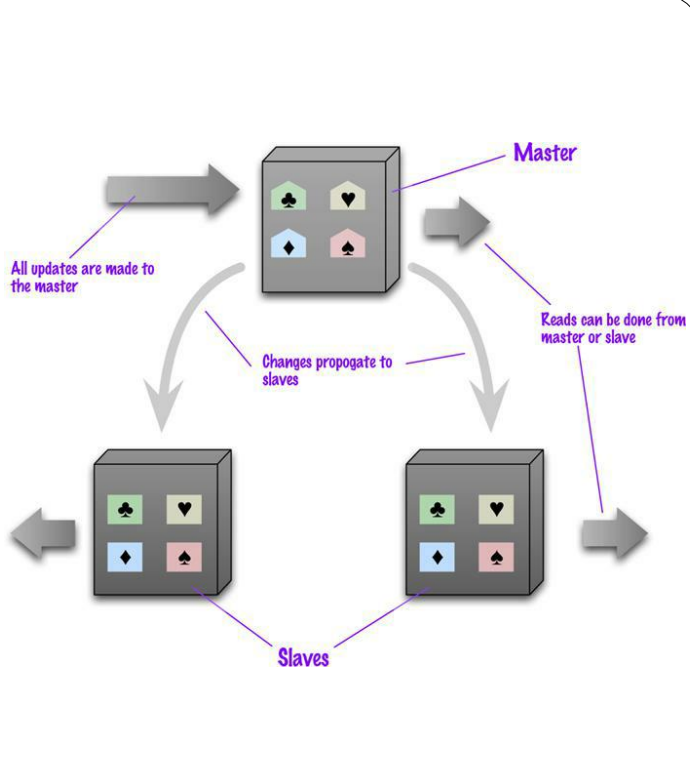 Master
All updates are made to
the master
Reads can be done from
master or slave
Changes propogate to
slaves
Slaves